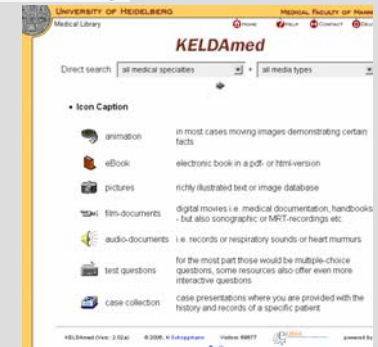 UNIVERSITY OF HEIDELBERG
MEDICAL FACULTY OF
Medical Library
HOME HELP CONTACT
KELDAmed
Direct search: all medical specialties + all media types
• Icon Caption
animation in most cases moving images demonstrating certain
facts
eBook electronic book in a pdf- or html-version
pictures richly illustrated text or image database
film-documents digital movies i.e. medical documentation, handbooks
- but also sonographic or MRT-recordings etc.
audio-documents i.e. records or respiratory sounds or heart murmurs
test questions for the most part those would be multiple-choice
questions, some resources also offer even more
interactive questions
case collection case presentations where you are provided with the
history and records of a specific patient
powered by